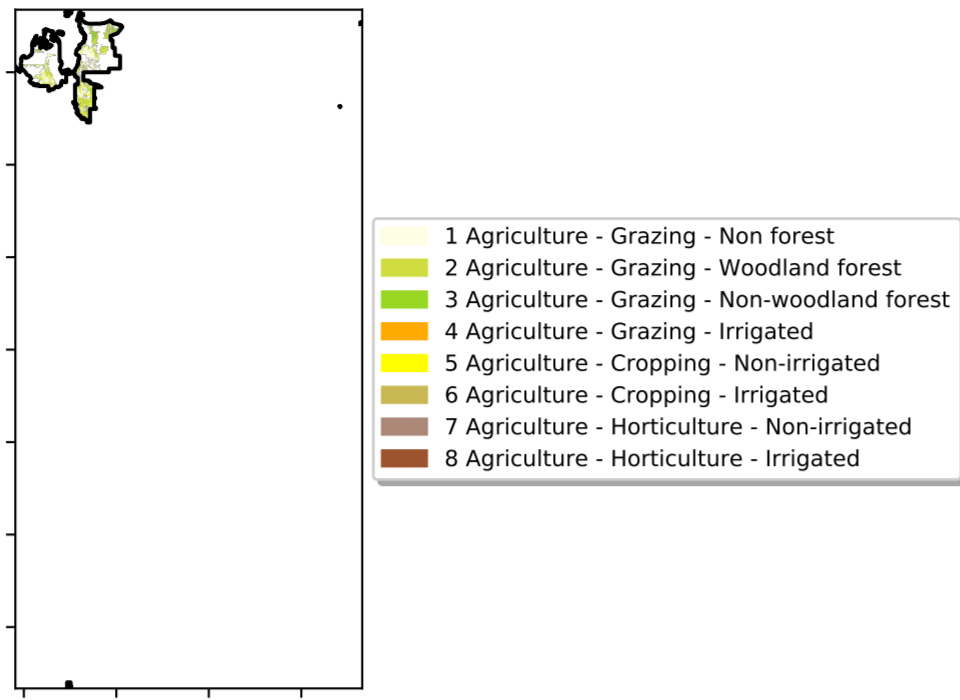 1 Agriculture - Grazing - Non forest
2 Agriculture - Grazing - Woodland forest
3 Agriculture - Grazing - Non-woodland forest
4 Agriculture - Grazing - Irrigated
5 Agriculture - Cropping - Non-irrigated
6 Agriculture - Cropping - Irrigated
7 Agriculture - Horticulture - Non-irrigated
8 Agriculture - Horticulture - Irrigated